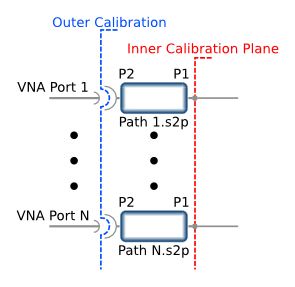 Outer Calibration
Inner Calibration Plane
P2 P1
VNA Port 1
Path 1.s2p
P2 P1
VNA Port N
Path N.s2p